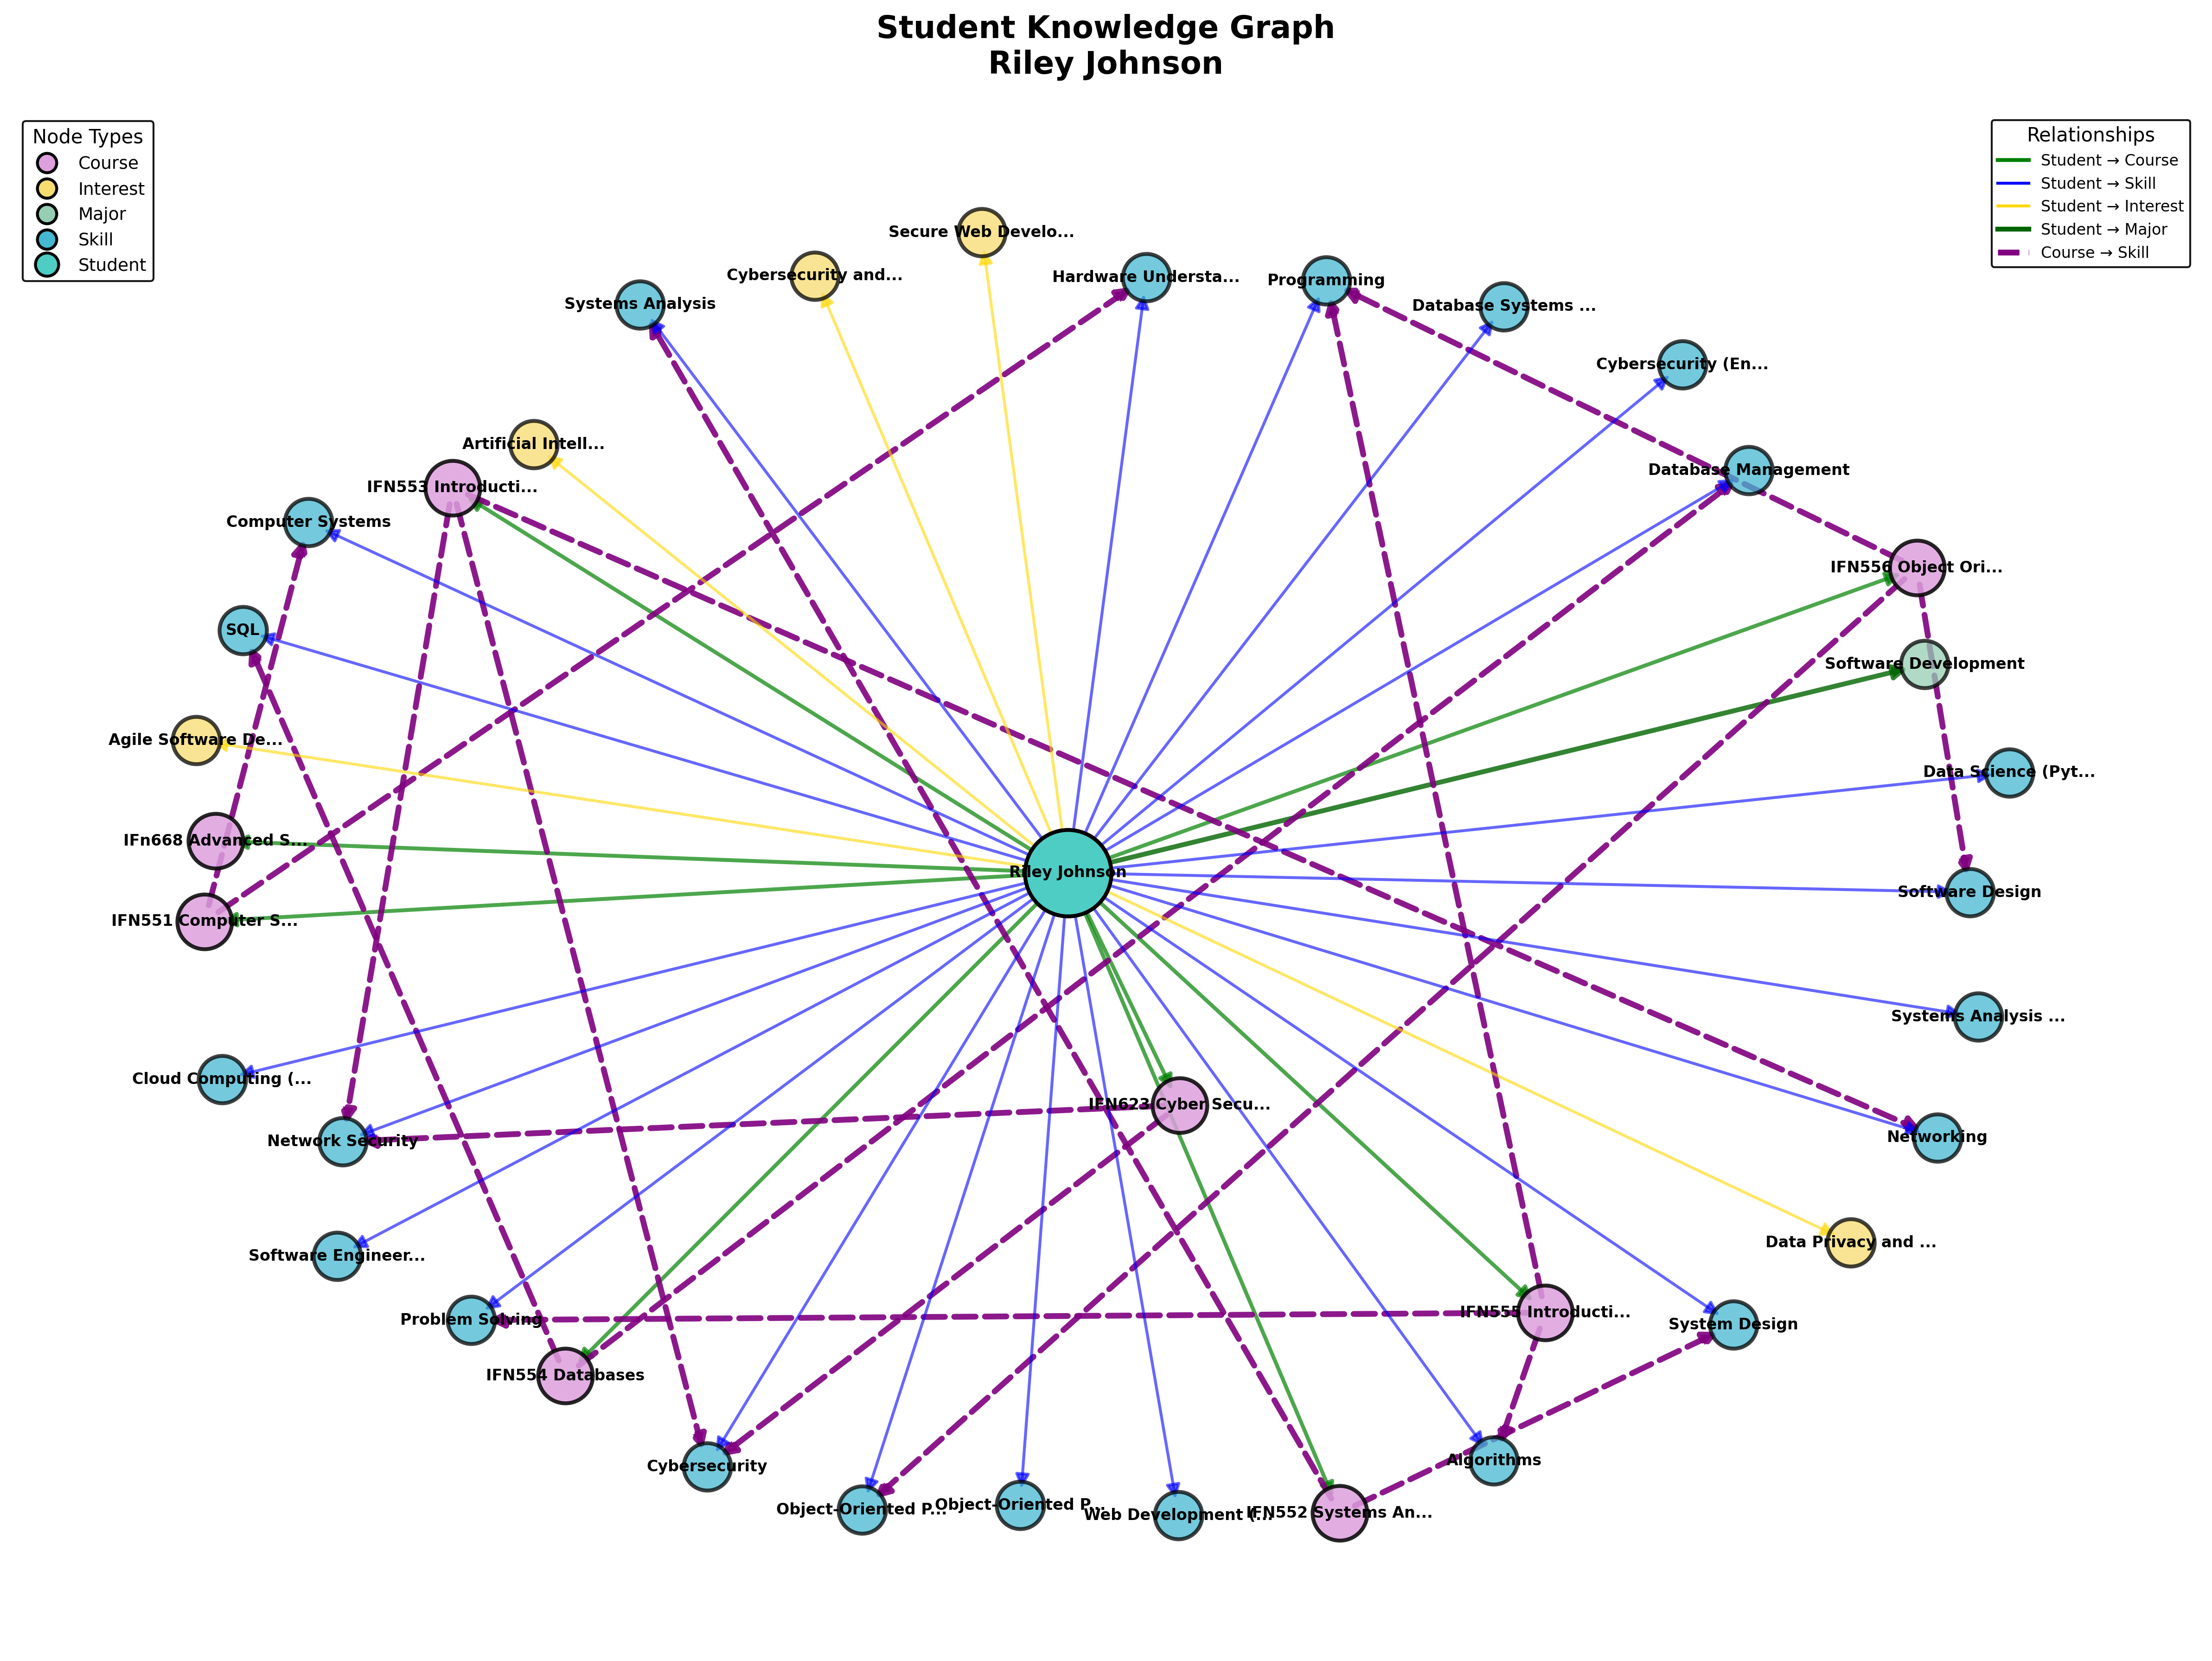 Student Knowledge Graph
Riley Johnson
Node Types
Course
Interest
Major
Skill
Student
Relationships
Student → Course
Student → Skill
Student → Interest
Student → Major
Course → Skill
Secure Web Develo...
Cybersecurity and...
Hardware Understa...
Programming
Systems Analysis
Database Systems ...
Cybersecurity (En...
Artificial Intell...
Database Management
IFN553 Introducti...
Computer Systems
IFN556 Object Ori...
SQL
Software Development
Agile Software De...
Data Science (Pyt...
IFn668 Advanced S...
Riley Johnson
Software Design
IFN551 Computer S...
Systems Analysis ...
Cloud Computing (...
IFN623 Cyber Secu...
Network Security
Networking
Data Privacy and ...
Software Engineer...
IFN555 Introducti...
Problem Solving
System Design
IFN554 Databases
Algorithms
Cybersecurity
Object-Oriented P...
Object-Oriented P...
Web Development (...
IFN552 Systems An...